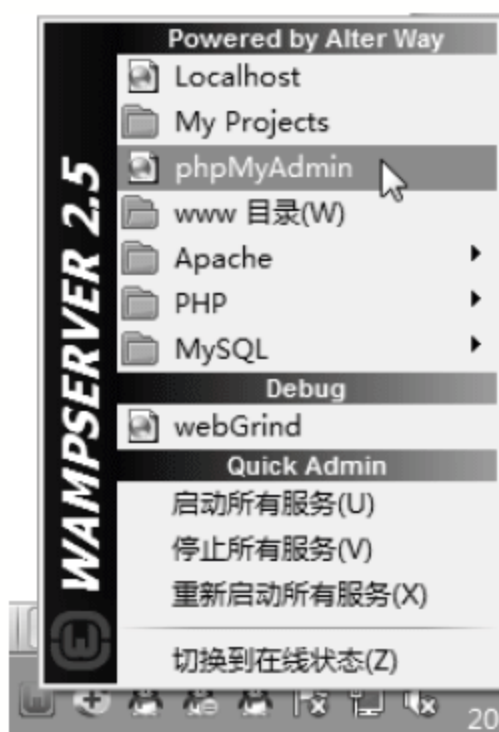 Powered by Alter Way
Localhost
My Projects
phpMyAdmin
www 目录(W)
Apache
PHP
MySQL
Debug
webGrind
Quick Admin
启动所有服务(U)
停止所有服务(V)
重新启动所有服务(X)
切换到在线状态(Z)
WAMPSERVER 2.5
20